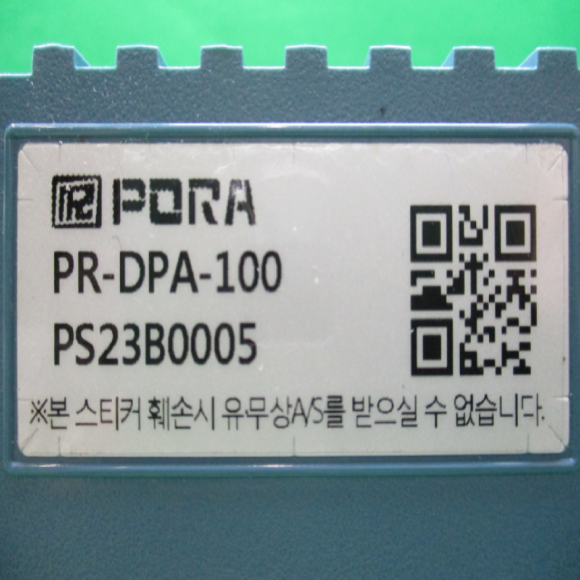 PORA
PR-DPA-100
PS23B0005
※본 스티커 훼손시 유무상A/S를 받으실 수 없습니다.